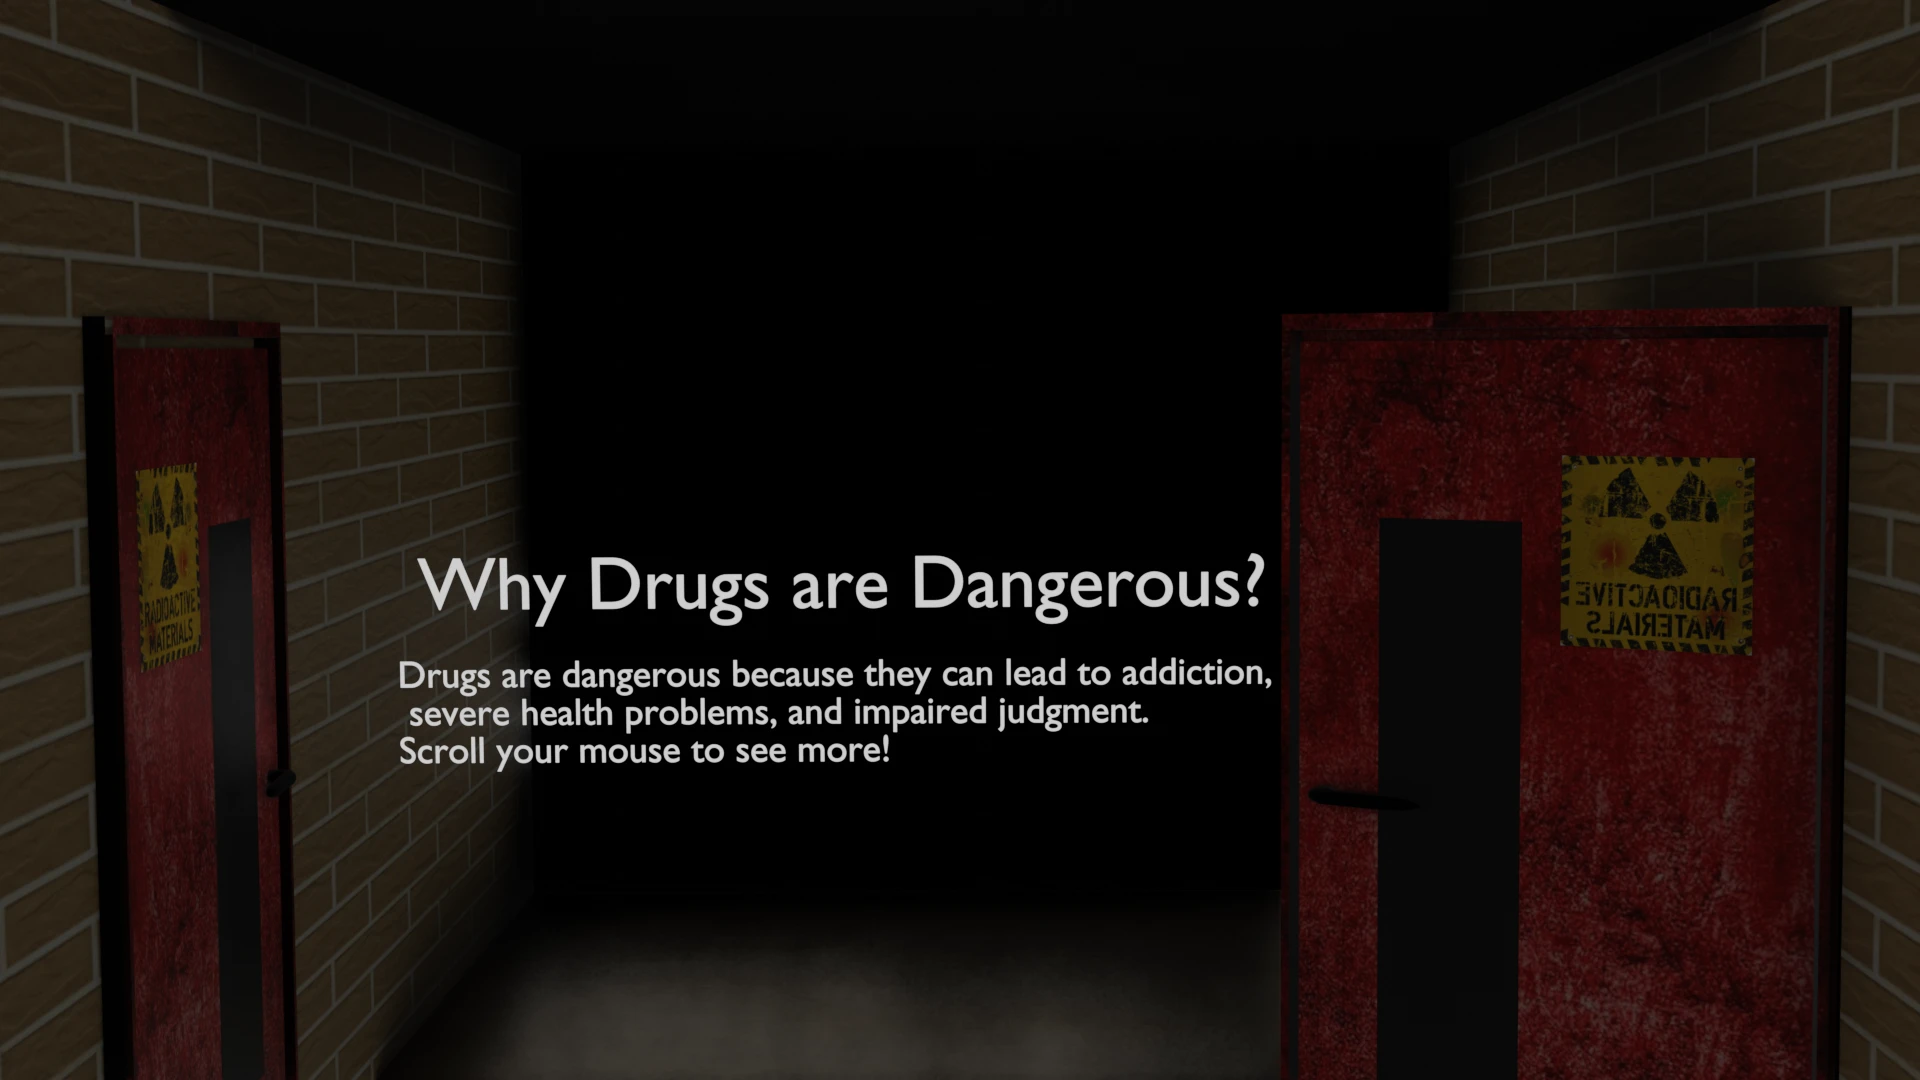 Why Drugs are Dangerous?
Drugs are dangerous because they can lead to addiction,
severe health problems, and impaired judgment.
Scroll your mouse to see more!
RADIOACTIVE
MATERIALS
RADIOACTIVE
MATERIALS